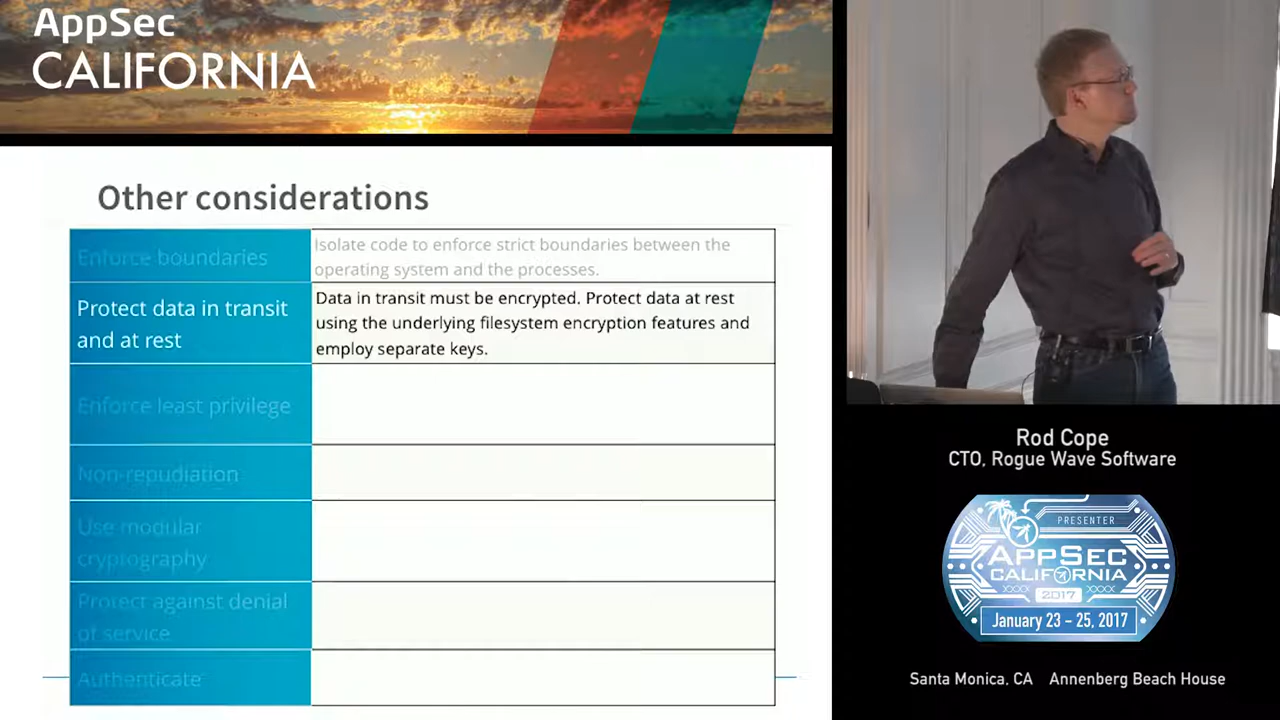 AppSec
CALIFORNIA
Other considerations
Enforce boundaries
Isolate code to enforce strict boundaries between the
operating system and the processes.
Protect data in transit
and at rest
Data in transit must be encrypted. Protect data at rest
using the underlying filesystem encryption features and
employ separate keys.
Enforce least privilege
Non-repudiation
Use modular
cryptography
Protect against denial
of service
Authenticate
Rod Cope
CTO, Rogue Wave Software
PRESENTER
APPSEC
CALIFORNIA
2017
January 23 – 25, 2017
Santa Monica, CA Annenberg Beach House